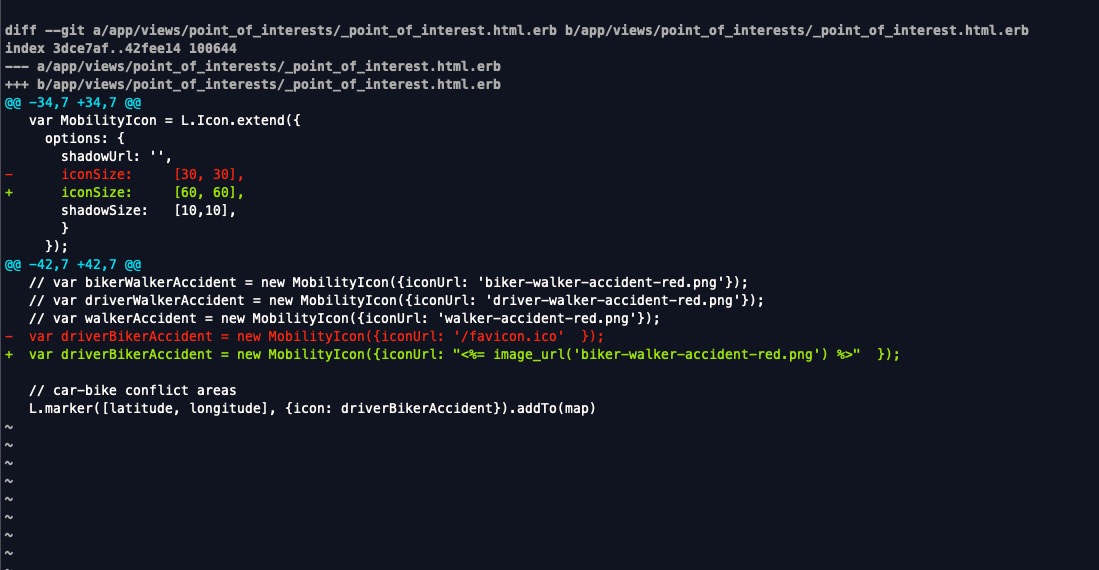 diff --git a/app/views/point_of_interests/_point_of_interest.html.erb b/app/views/point_of_interests/_point_of_interest.html.erb
index 3dce7af..42fee14 100644
--- a/app/views/point_of_interests/_point_of_interest.html.erb
+++ b/app/views/point_of_interests/_point_of_interest.html.erb
@@ -34,7 +34,7 @@
   var MobilityIcon = L.Icon.extend({
     options: {
       shadowUrl: '',
-      iconSize:     [30, 30],
+      iconSize:     [60, 60],
       shadowSize:   [10,10],
       }
     });
@@ -42,7 +42,7 @@
   // var bikerWalkerAccident = new MobilityIcon({iconUrl: 'biker-walker-accident-red.png'});
   // var driverWalkerAccident = new MobilityIcon({iconUrl: 'driver-walker-accident-red.png'});
   // var walkerAccident = new MobilityIcon({iconUrl: 'walker-accident-red.png'});
-  var driverBikerAccident = new MobilityIcon({iconUrl: '/favicon.ico'  });
+  var driverBikerAccident = new MobilityIcon({iconUrl: "<%= image_url('biker-walker-accident-red.png') %>"  });

   // car-bike conflict areas
   L.marker([latitude, longitude], {icon: driverBikerAccident}).addTo(map)
~
~
~
~
~
~
~
~